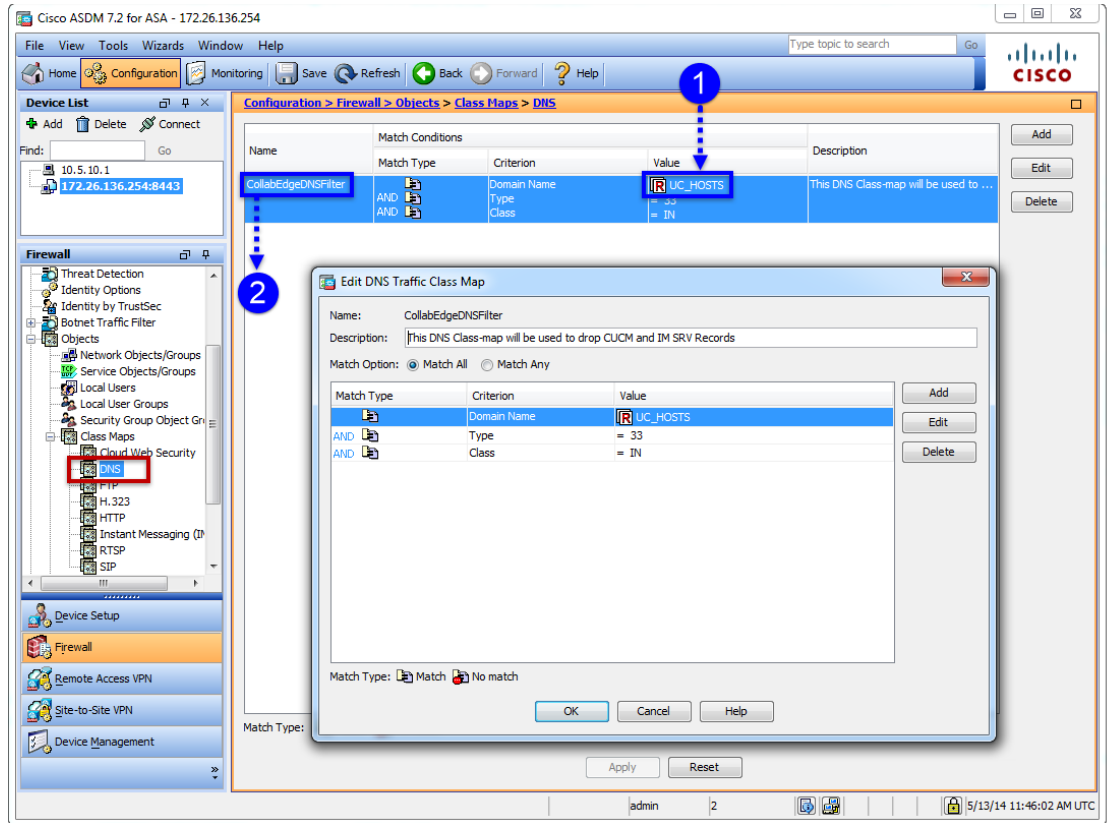 Cisco ASDM 7.2 for ASA - 172.26.136.254
File View Tools Wizards Window Help
Type topic to search Go
Home Configuration Monitoring Save Refresh Back Forward Help
CISCO
1
Device List
Add Delete Connect
Find: Go
10.5.10.1
172.26.136.254:8443
Configuration > Firewall > Objects > Class Maps > DNS
Name Match Conditions Description
Match Type Criterion Value
CollabEdgeDNSFilter Domain Name R UC_HOSTS This DNS Class-map will be used to ...
AND Type = 33
AND Class = IN
Add
Edit
Delete
2
Firewall
Threat Detection
Identity Options
Identity by TrustSec
Botnet Traffic Filter
Objects
Network Objects/Groups
TCP UDP Service Objects/Groups
Local Users
Local User Groups
Security Group Object Gr
Class Maps
Cloud Web Security
DNS
FTP
H.323
HTTP
Instant Messaging (IM
RTSP
SIP
Device Setup
Firewall
Remote Access VPN
Site-to-Site VPN
Device Management
Edit DNS Traffic Class Map
Name: CollabEdgeDNSFilter
Description: This DNS Class-map will be used to drop CUCM and IM SRV Records
Match Option: Match All Match Any
Match Type Criterion Value
Domain Name R UC_HOSTS
AND Type = 33
AND Class = IN
Add
Edit
Delete
Match Type: Match No match
OK Cancel Help
Match Type:
Apply Reset
admin 2 5/13/14 11:46:02 AM UTC